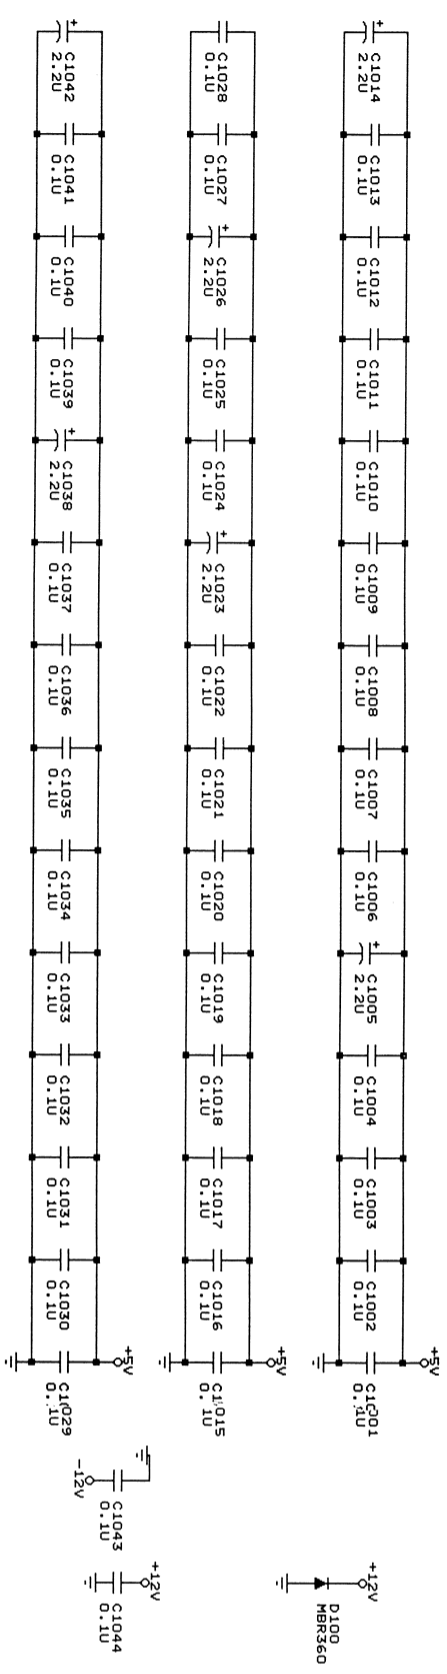 C1014
2.2U
C1013
0.1U
C1012
0.1U
C1011
0.1U
C1010
0.1U
C1009
0.1U
C1008
0.1U
C1007
0.1U
C1006
0.1U
C1005
2.2U
C1004
0.1U
C1003
0.1U
C1002
0.1U
+5V
C1001
0.1U
+12V
D100
MBR360
C1028
0.1U
C1027
0.1U
C1026
2.2U
C1025
0.1U
C1024
0.1U
C1023
2.2U
C1022
0.1U
C1021
0.1U
C1020
0.1U
C1019
0.1U
C1018
0.1U
C1017
0.1U
C1016
0.1U
+5V
C1015
0.1U
C1042
2.2U
C1041
0.1U
C1040
0.1U
C1039
0.1U
C1038
2.2U
C1037
0.1U
C1036
0.1U
C1035
0.1U
C1034
0.1U
C1033
0.1U
C1032
0.1U
C1031
0.1U
C1030
0.1U
+5V
C1029
0.1U
-12V
C1043
0.1U
+12V
C1044
0.1U